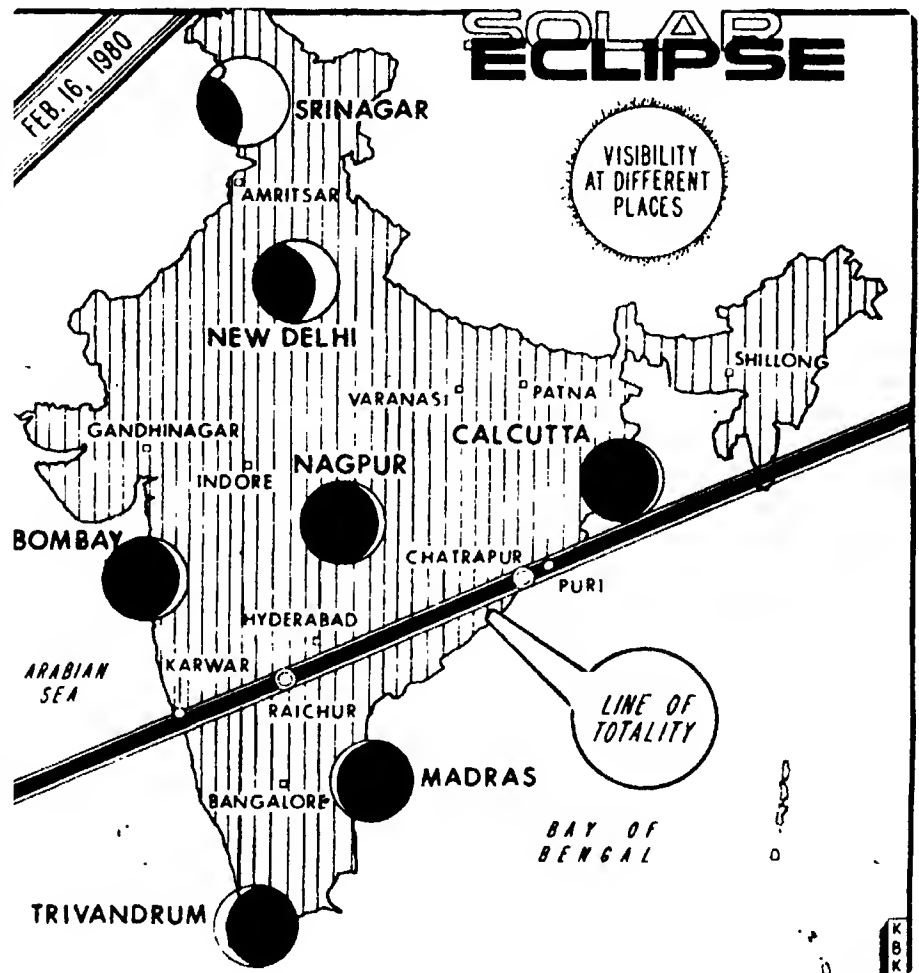 FEB. 16, 1980
SOLAR
ECLIPSE
VISIBILITY
AT DIFFERENT
PLACES
SRINAGAR
AMRITSAR
NEW DELHI
SHILLONG
VARANASI
PATNA
GANDHINAGAR
CALCUTTA
INDORE
NAGPUR
BOMBAY
CHATRAPUR
PURI
HYDERABAD
ARABIAN
SEA
KARWAR
RAICHUR
LINE OF
TOTALITY
BANGALORE
MADRAS
BAY OF
BENGAL
TRIVANDRUM
K
B
K